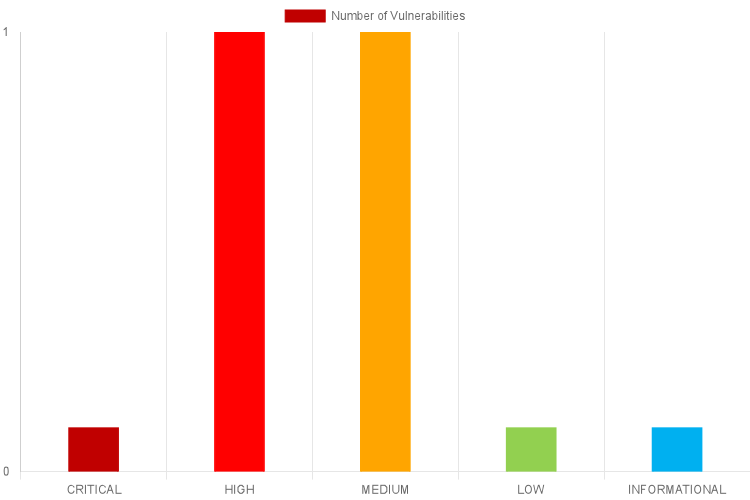 Number of Vulnerabilities
1
0
CRITICAL
HIGH
MEDIUM
LOW
INFORMATIONAL